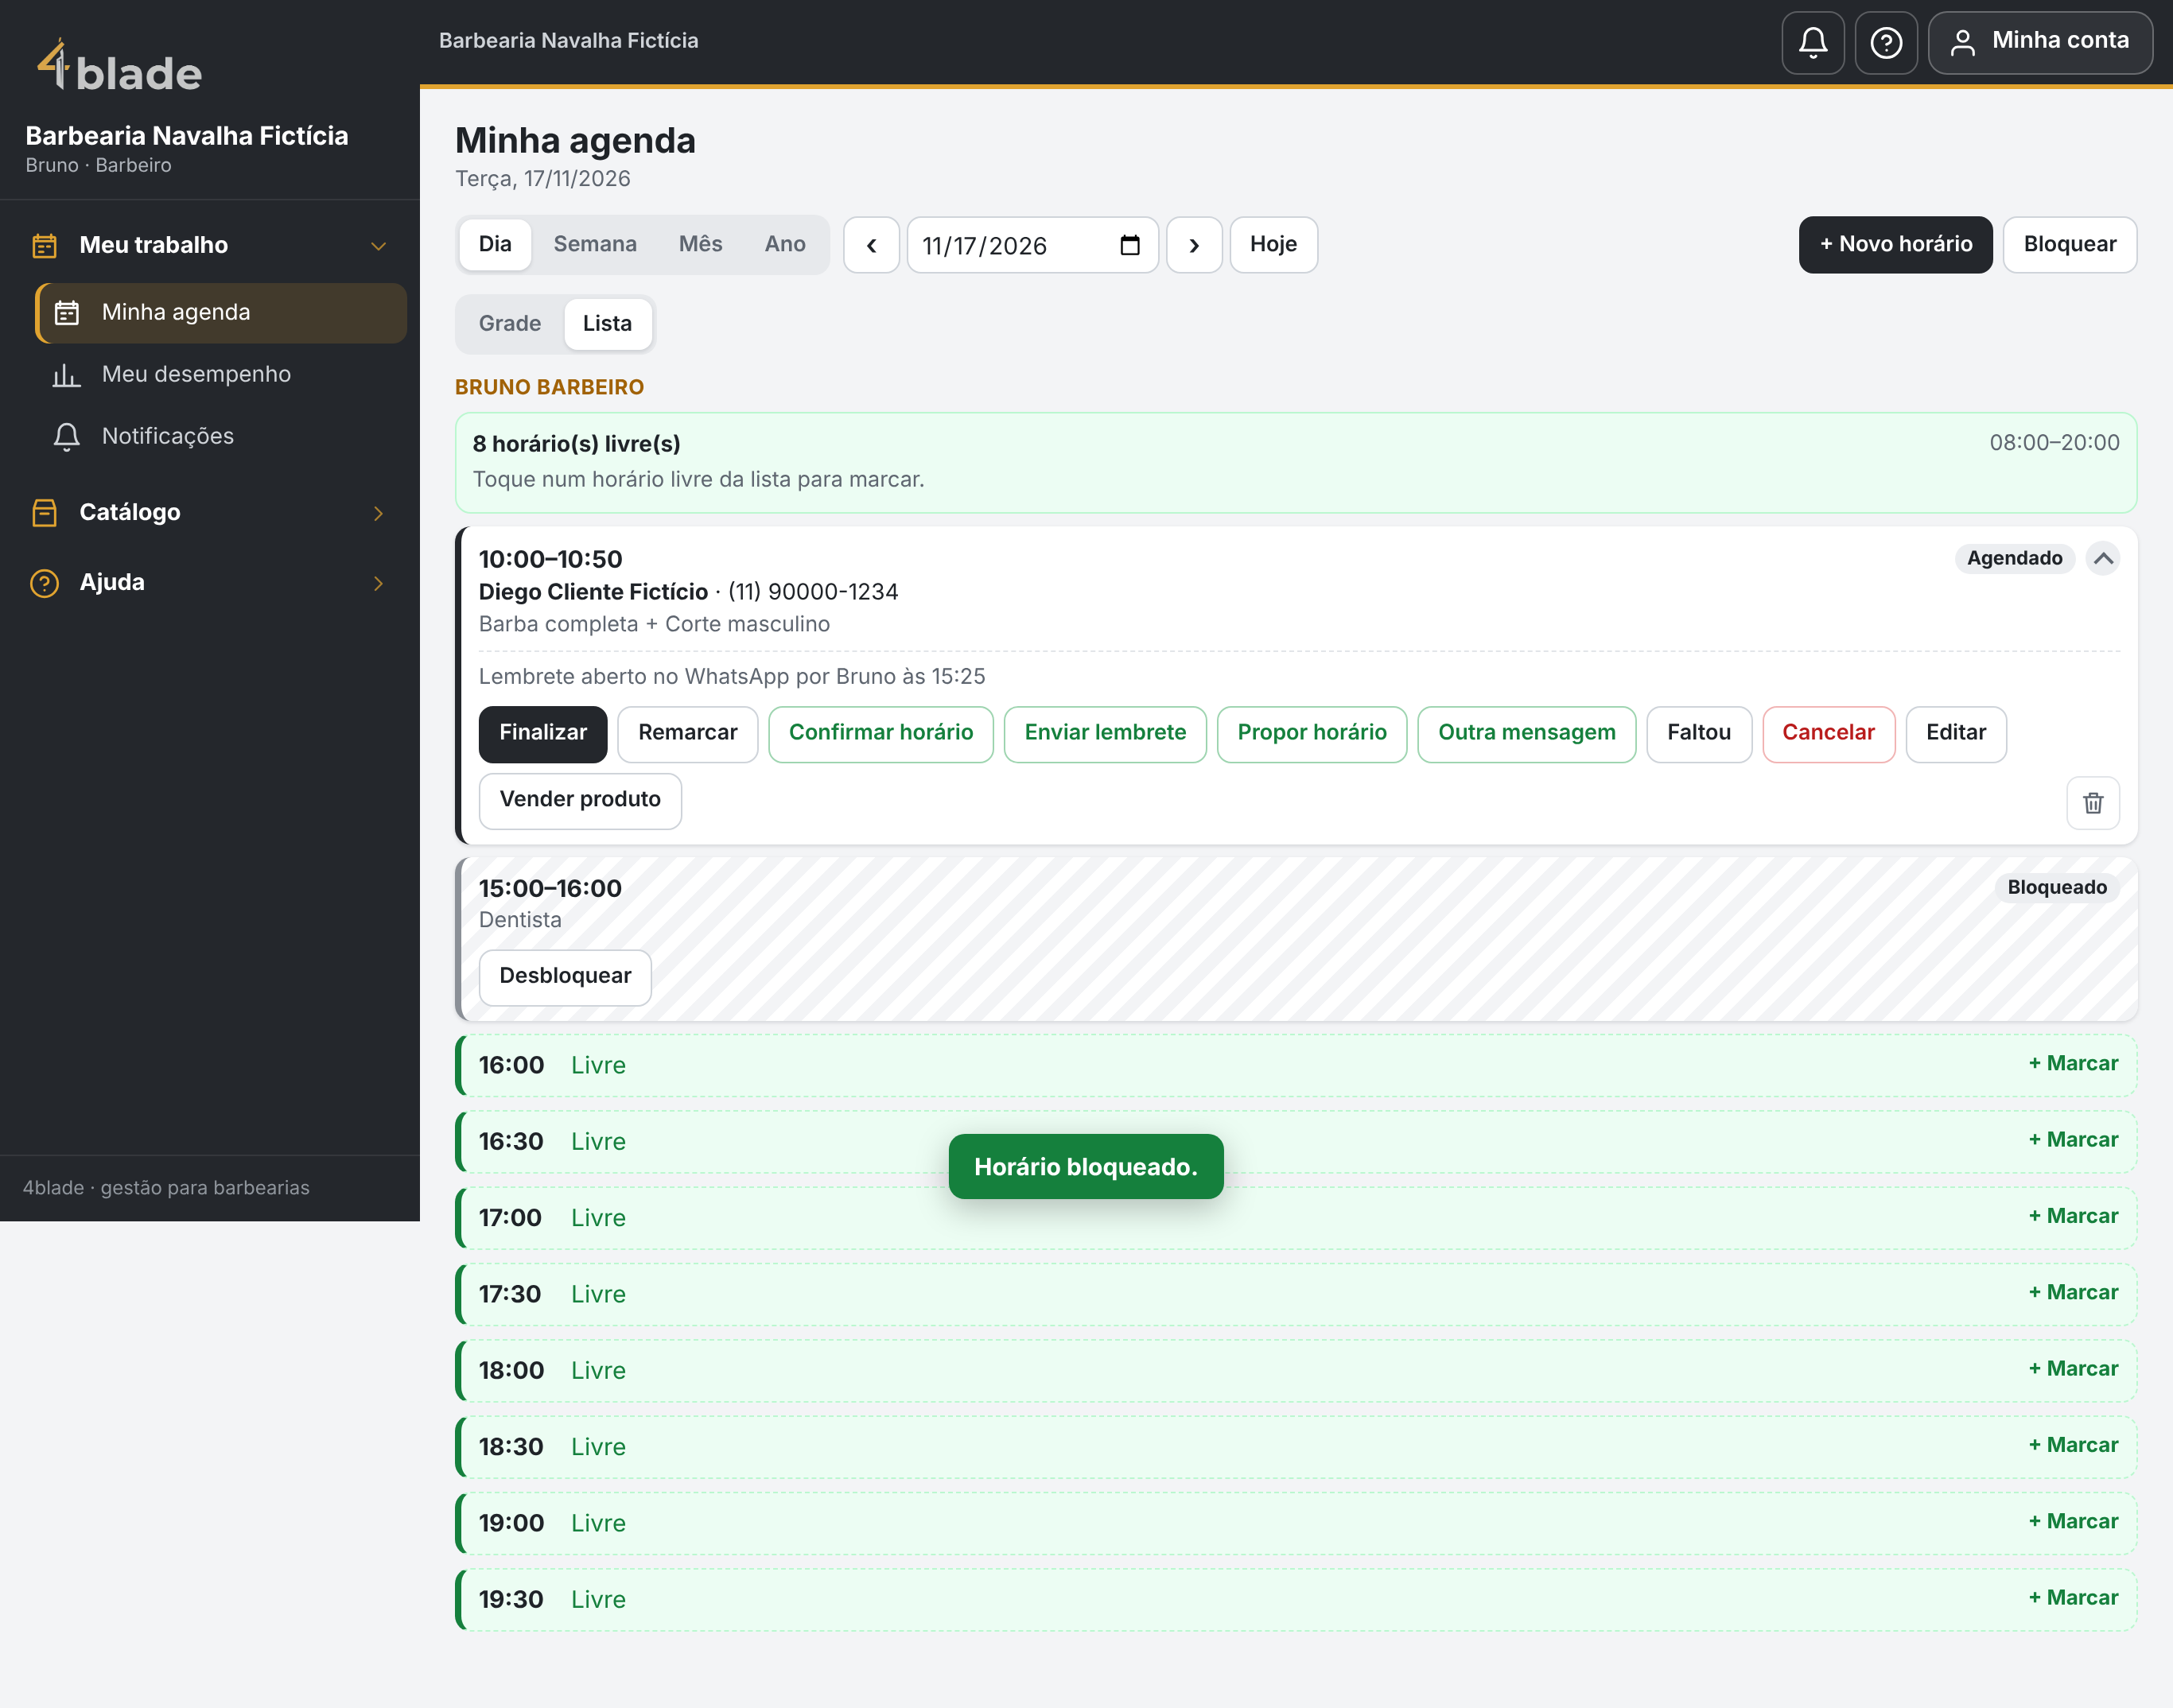 4blade
Barbearia Navalha Fictícia
Bruno · Barbeiro
Meu trabalho
Minha agenda
Meu desempenho
Notificações
Catálogo
Ajuda
4blade · gestão para barbearias
Barbearia Navalha Fictícia
Minha conta
Minha agenda
Terça, 17/11/2026
Dia Semana Mês Ano ‹ 11/17/2026 › Hoje + Novo horário Bloquear
Grade Lista
BRUNO BARBEIRO
8 horário(s) livre(s) 08:00–20:00
Toque num horário livre da lista para marcar.
10:00–10:50 Agendado
Diego Cliente Fictício · (11) 90000-1234
Barba completa + Corte masculino
Lembrete aberto no WhatsApp por Bruno às 15:25
Finalizar Remarcar Confirmar horário Enviar lembrete Propor horário Outra mensagem Faltou Cancelar Editar
Vender produto
15:00–16:00 Bloqueado
Dentista
Desbloquear
16:00 Livre + Marcar
16:30 Livre + Marcar
Horário bloqueado.
17:00 Livre + Marcar
17:30 Livre + Marcar
18:00 Livre + Marcar
18:30 Livre + Marcar
19:00 Livre + Marcar
19:30 Livre + Marcar